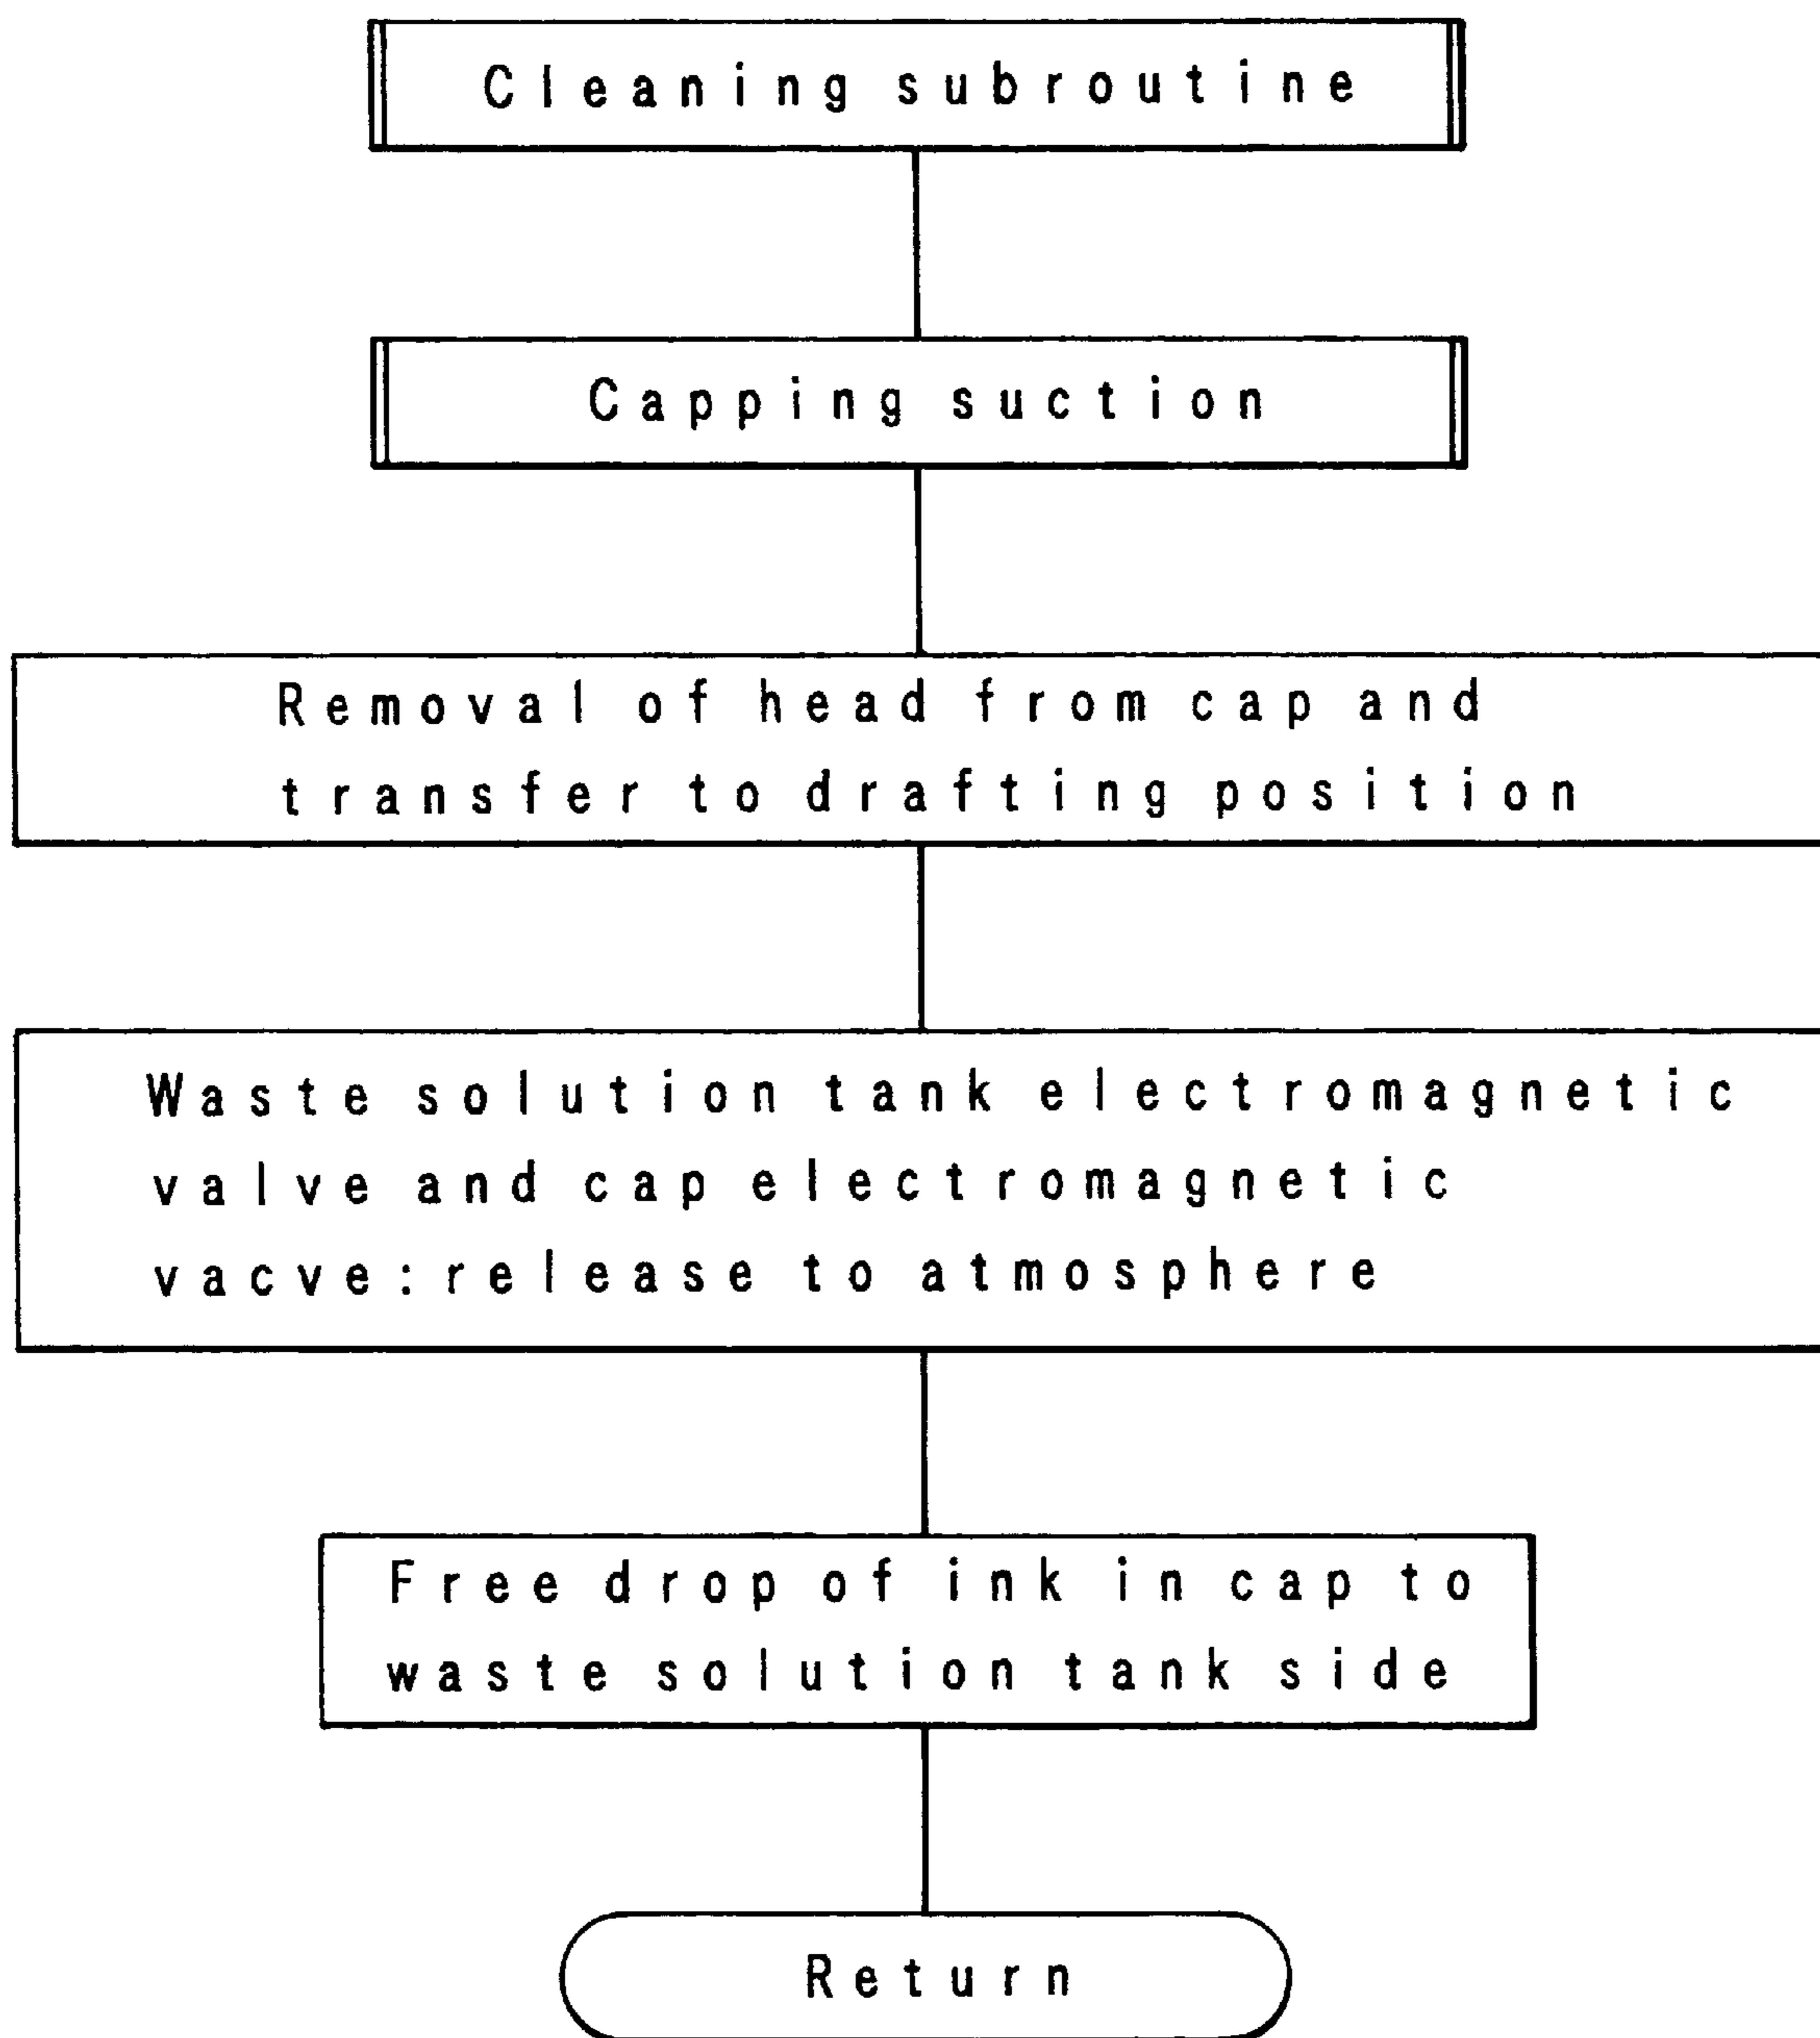 Cleaning subroutine
Capping suction
Removal of head from cap and
transfer to drafting position
Waste solution tank electromagnetic
valve and cap electromagnetic
vacve:release to atmosphere
Free drop of ink in cap to
waste solution tank side
Return